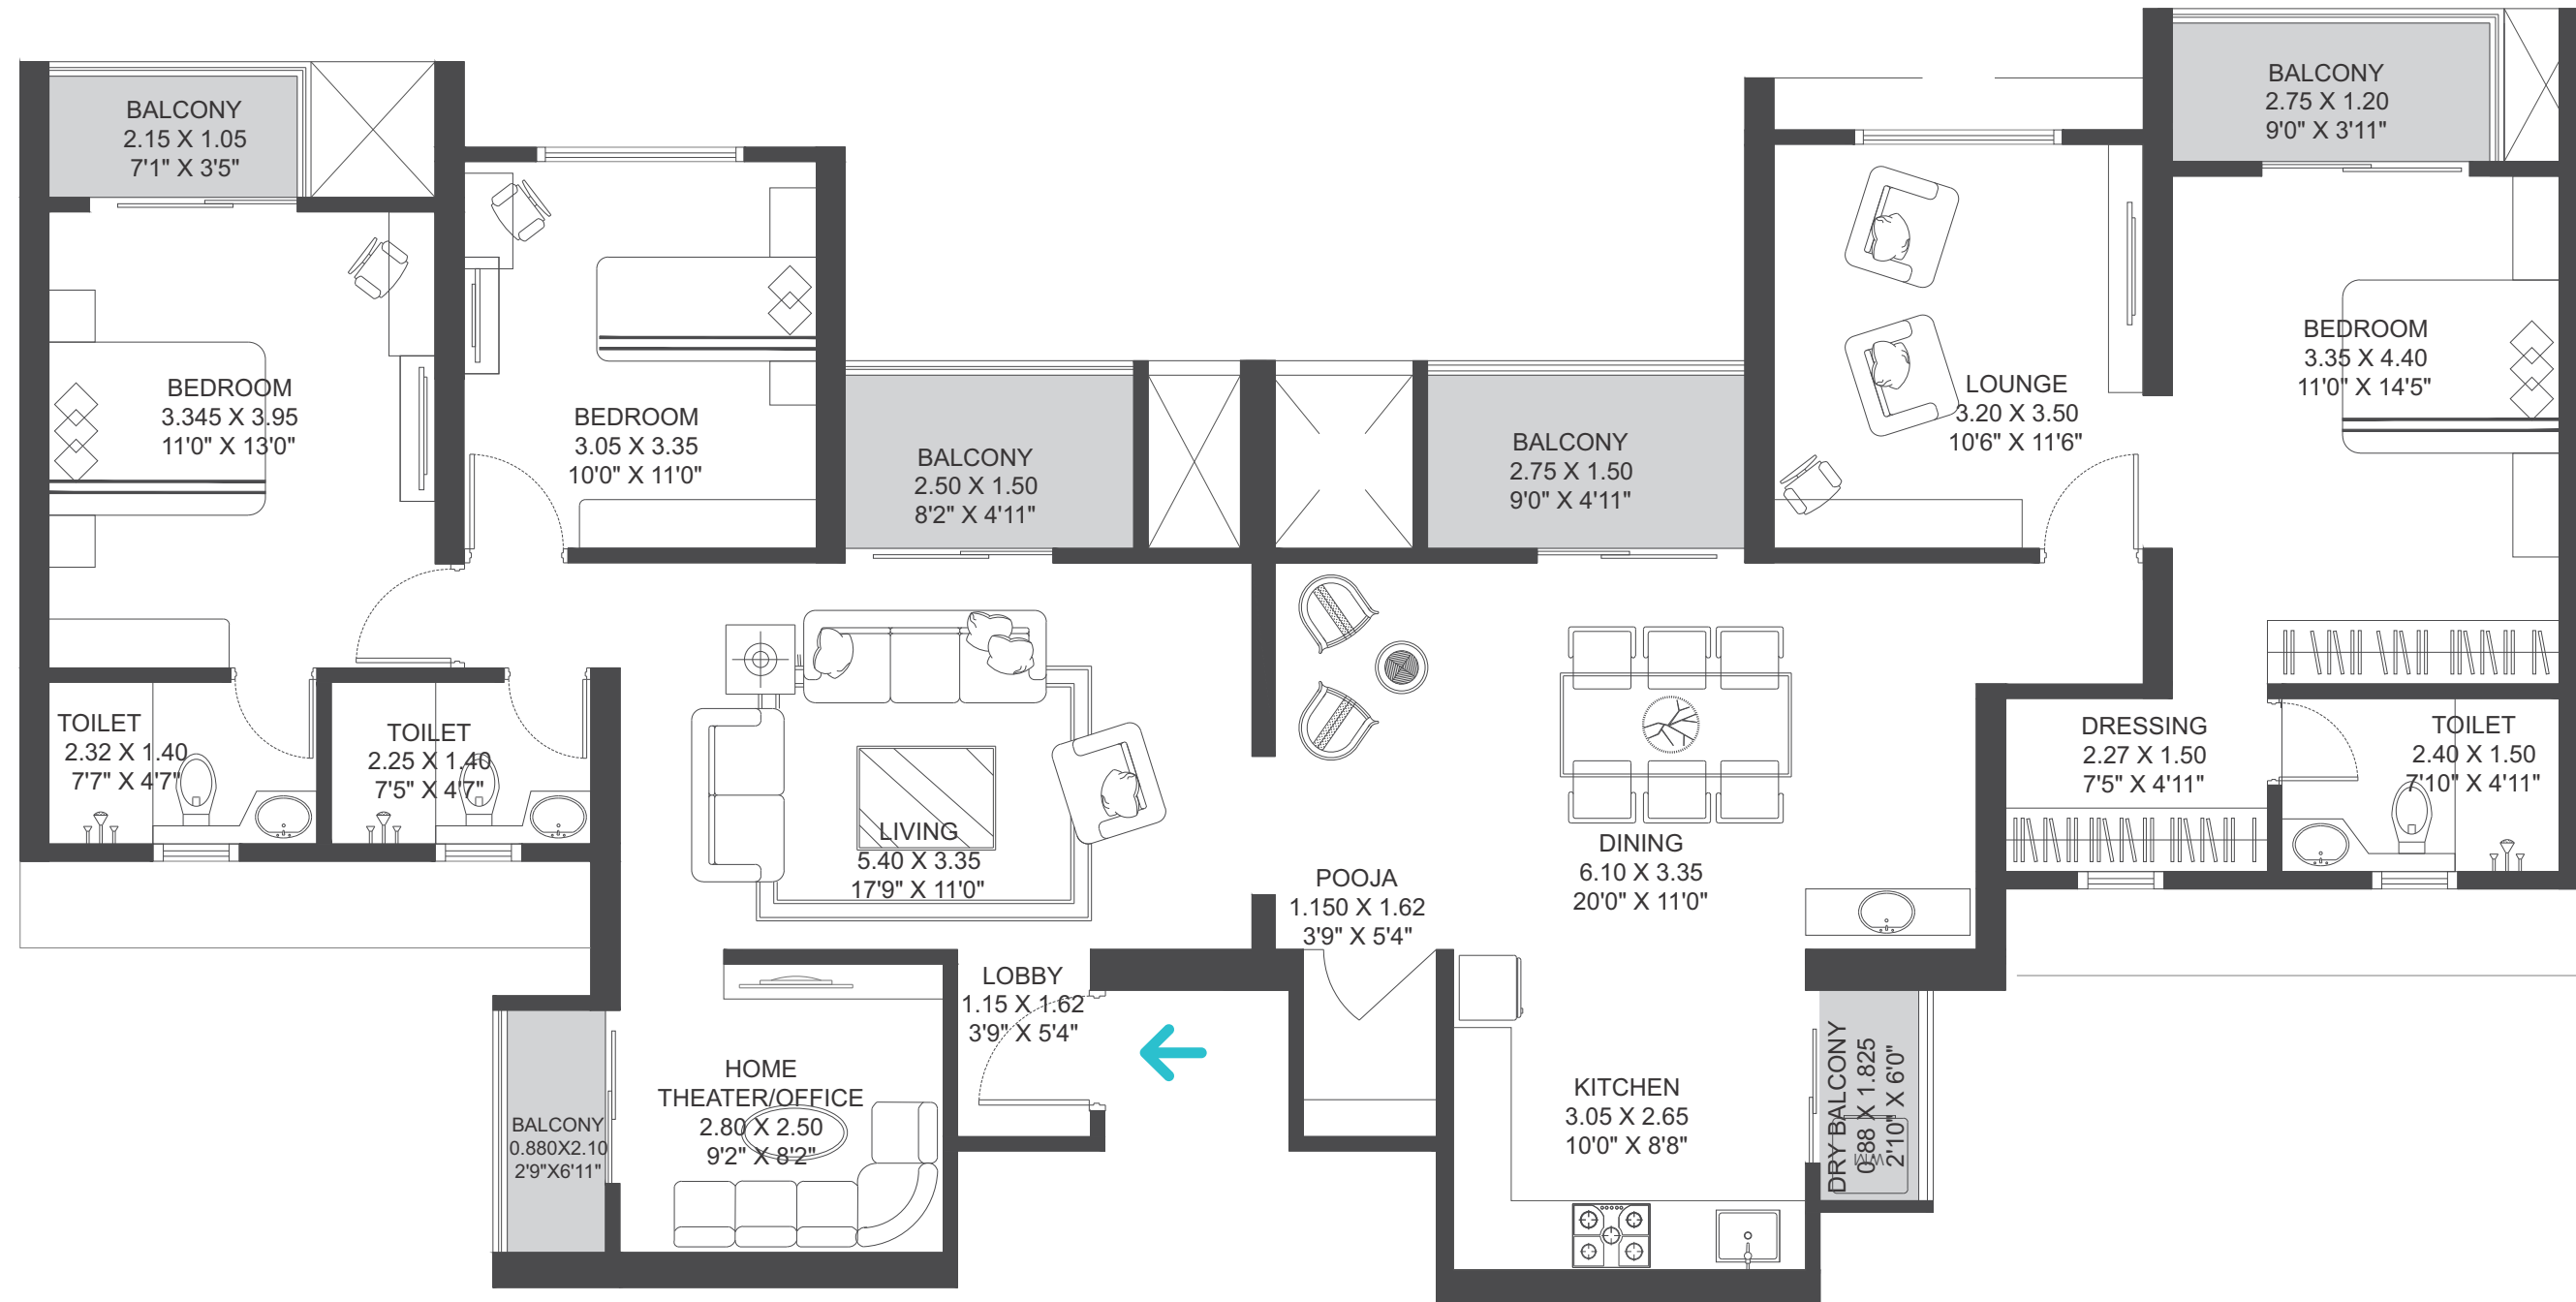 BALCONY
2.15 X 1.05
7'1" X 3'5"
BALCONY
2.75 X 1.20
9'0" X 3'11"
BEDROOM
3.345 X 3.95
11'0" X 13'0"
BEDROOM
3.05 X 3.35
10'0" X 11'0"
BALCONY
2.50 X 1.50
8'2" X 4'11"
BALCONY
2.75 X 1.50
9'0" X 4'11"
LOUNGE
3.20 X 3.50
10'6" X 11'6"
BEDROOM
3.35 X 4.40
11'0" X 14'5"
TOILET
2.32 X 1.40
7'7" X 4'7"
TOILET
2.25 X 1.40
7'5" X 4'7"
LIVING
5.40 X 3.35
17'9" X 11'0"
POOJA
1.150 X 1.62
3'9" X 5'4"
DINING
6.10 X 3.35
20'0" X 11'0"
DRESSING
2.27 X 1.50
7'5" X 4'11"
TOILET
2.40 X 1.50
7'10" X 4'11"
LOBBY
1.15 X 1.62
3'9" X 5'4"
HOME
THEATER/OFFICE
2.80 X 2.50
9'2" X 8'2"
BALCONY
0.880X2.10
2'9"X6'11"
KITCHEN
3.05 X 2.65
10'0" X 8'8"
DRY BALCONY
0.88 X 1.825
2'10" X 6'0"